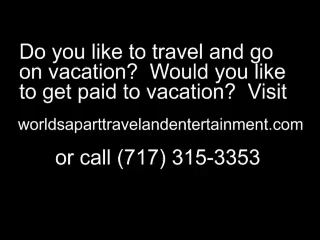 Do you like to travel and go
on vacation?  Would you like
to get paid to vacation?  Visit
worldsaparttravelandentertainment.com
or call (717) 315-3353